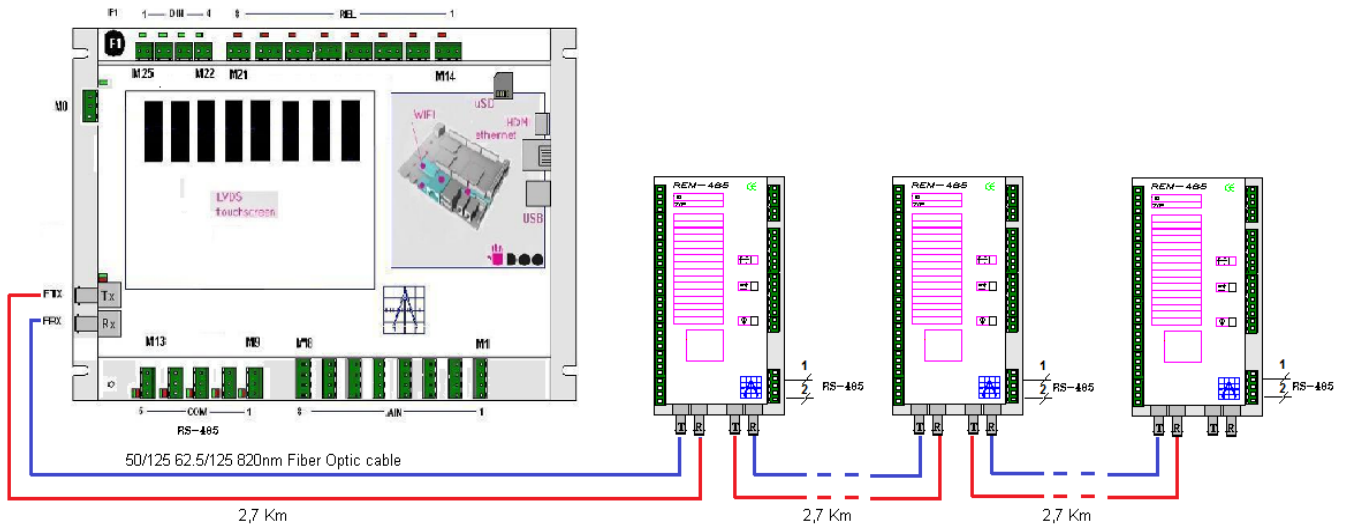 1 DIN 4 8 REL 1
F1
M25 M22 M21 M14
M0
uSD
WIFI
HDMI
ethernet
LVDS
touchscreen
USB
FTX Tx
FRX Rx
M13 M9 M1
5 COM 1 8 AIN 1
RS-485
50/125 62.5/125 820nm Fiber Optic cable
2,7 Km 2,7 Km 2,7 Km
REM-485 CE
1
2 RS-485
T R T R
REM-485 CE
1
2 RS-485
T R T R
REM-485 CE
1
2 RS-485
T R T R